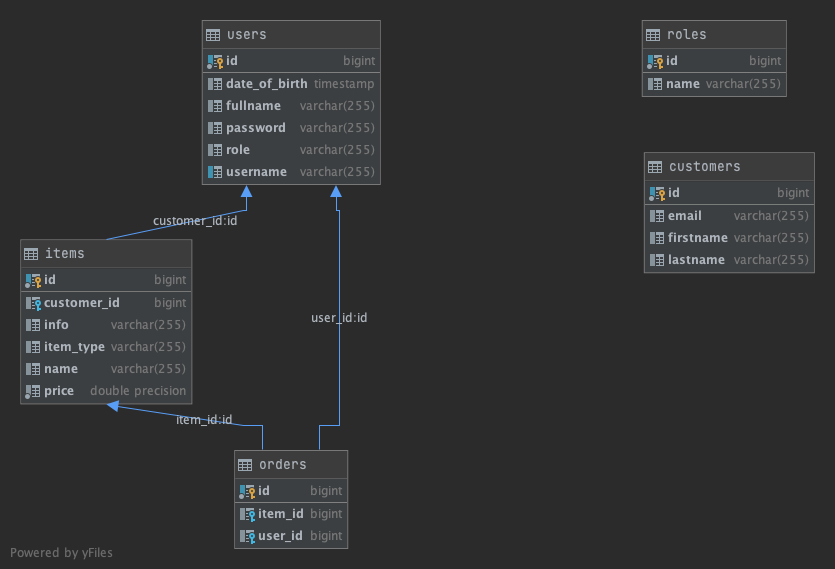 users
id bigint
date_of_birth timestamp
fullname varchar(255)
password varchar(255)
role varchar(255)
username varchar(255)
roles
id bigint
name varchar(255)
customers
id bigint
email varchar(255)
firstname varchar(255)
lastname varchar(255)
customer_id:id
items
id bigint
customer_id bigint
info varchar(255)
item_type varchar(255)
name varchar(255)
price double precision
user_id:id
item_id:id
orders
id bigint
item_id bigint
user_id bigint
Powered by yFiles